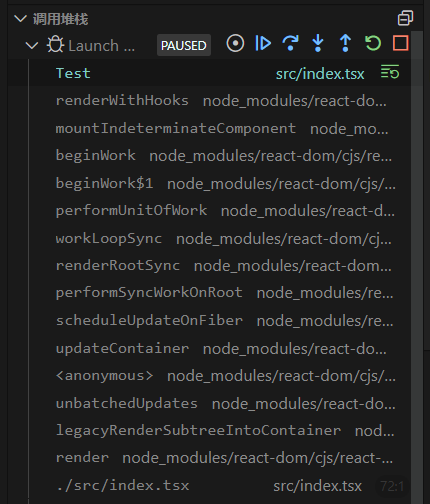 调用堆栈
Launch ... PAUSED
Test src/index.tsx
renderWithHooks node_modules/react-do...
mountIndeterminateComponent node_mo...
beginWork node_modules/react-dom/cjs/re...
beginWork$1 node_modules/react-dom/cjs/...
performUnitOfWork node_modules/react-d...
workLoopSync node_modules/react-dom/cj...
renderRootSync node_modules/react-dom...
performSyncWorkOnRoot node_modules/re...
scheduleUpdateOnFiber node_modules/re...
updateContainer node_modules/react-do...
<anonymous> node_modules/react-dom/cjs/...
unbatchedUpdates node_modules/react-do...
legacyRenderSubtreeIntoContainer nod...
render node_modules/react-dom/cjs/react-...
./src/index.tsx src/index.tsx 72:1